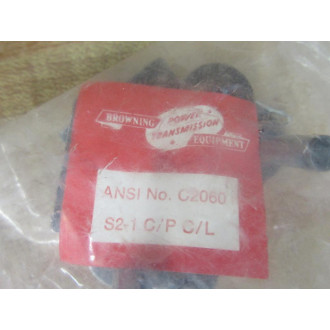 BROWNING
POWER
TRANSMISSION
EQUIPMENT
ANSI No. C2060
S2-1 C/P C/L